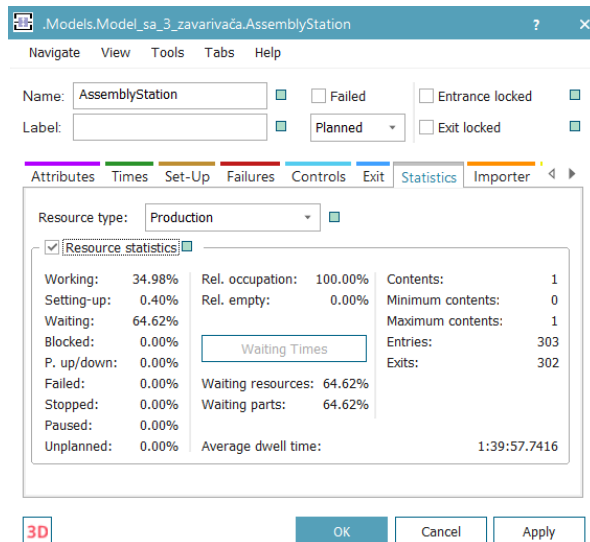 .Models.Model_sa_3_zavarivača.AssemblyStation ? ×
Navigate View Tools Tabs Help
Name: AssemblyStation Failed Entrance locked
Label: Planned Exit locked
Attributes Times Set-Up Failures Controls Exit Statistics Importer
Resource type: Production
Resource statistics
Working: 34.98% Rel. occupation: 100.00% Contents: 1
Setting-up: 0.40% Rel. empty: 0.00% Minimum contents: 0
Waiting: 64.62% Maximum contents: 1
Blocked: 0.00% Waiting Times Entries: 303
P. up/down: 0.00% Exits: 302
Failed: 0.00% Waiting resources: 64.62%
Stopped: 0.00% Waiting parts: 64.62%
Paused: 0.00%
Unplanned: 0.00% Average dwell time: 1:39:57.7416
3D OK Cancel Apply